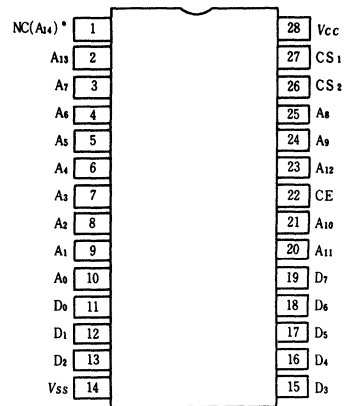 NC(A14)* 1 28 VCC
A13 2 27 CS1
A7 3 26 CS2
A6 4 25 A8
A5 5 24 A9
A4 6 23 A12
A3 7 22 CE
A2 8 21 A10
A1 9 20 A11
A0 10 19 D7
D0 11 18 D6
D1 12 17 D5
D2 13 16 D4
VSS 14 15 D3